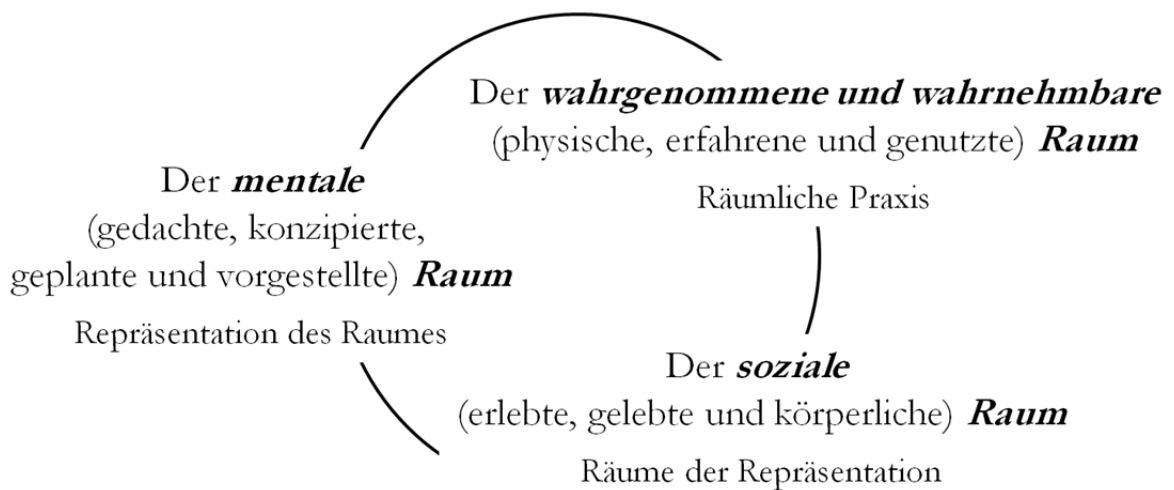 Der wahrgenommene und wahrnehmbare
(physische, erfahrene und genutzte) Raum
Räumliche Praxis
Der mentale
(gedachte, konzipierte,
geplante und vorgestellte) Raum
Repräsentation des Raumes
Der soziale
(erlebte, gelebte und körperliche) Raum
Räume der Repräsentation